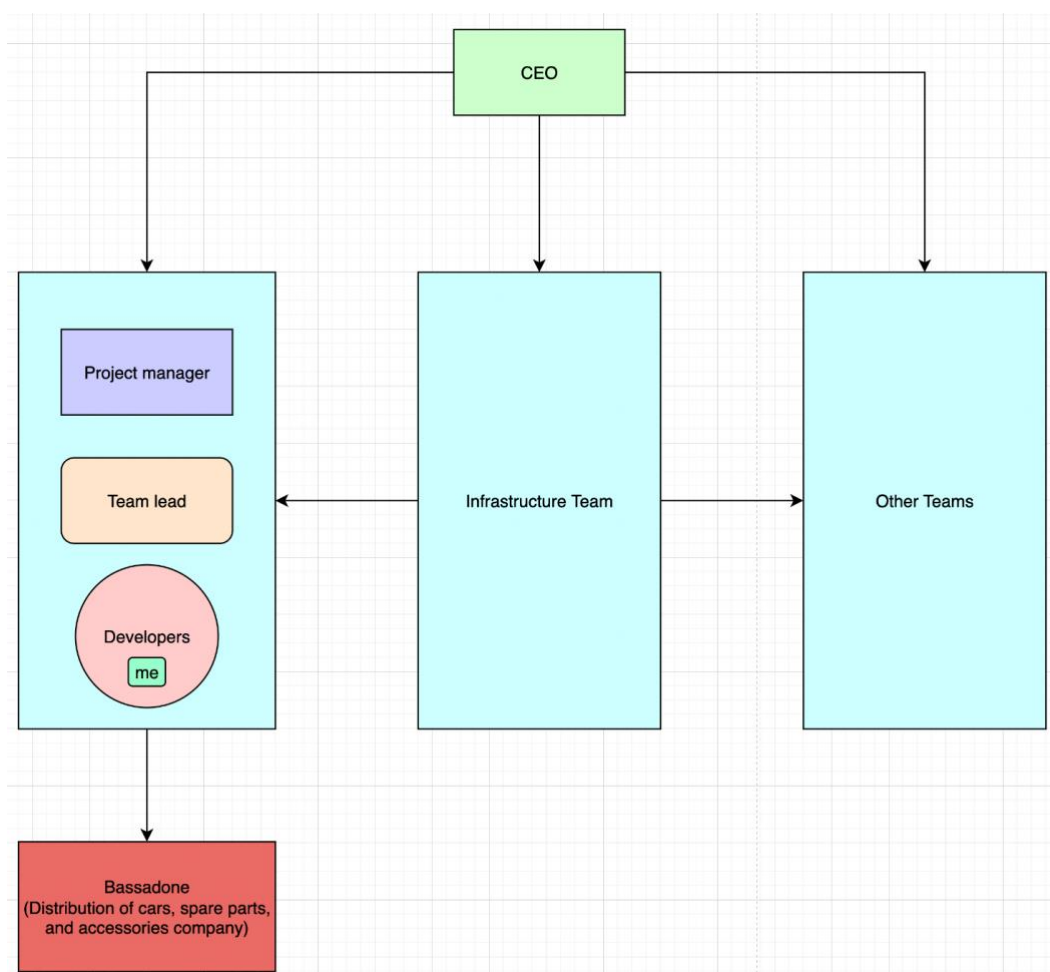 CEO
Project manager
Team lead
Developers
me
Infrastructure Team
Other Teams
Bassadone
(Distribution of cars, spare parts,
and accessories company)